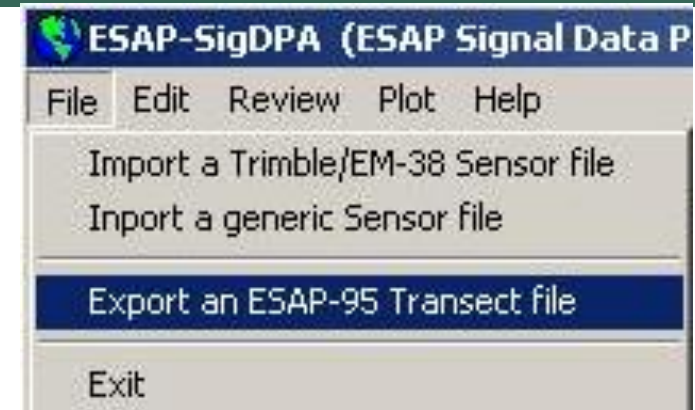 ESAP-SigDPA (ESAP Signal Data P
File Edit Review Plot Help
Import a Trimble/EM-38 Sensor file
Inport a generic Sensor file
Export an ESAP-95 Transect file
Exit